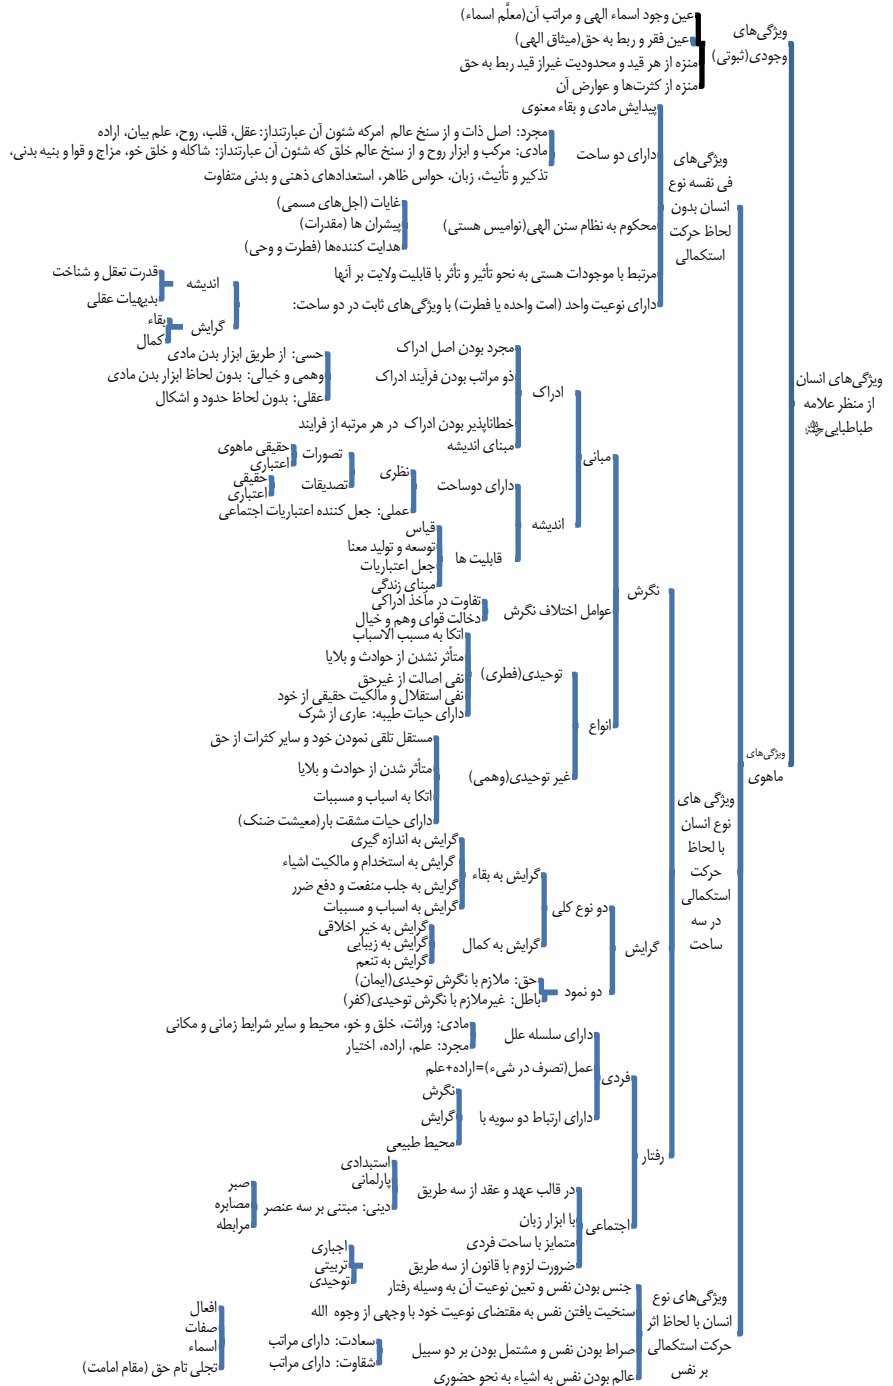 ویژگی‌های انسان
از منظر علامه
طباطبایی
ویژگی‌های
وجودی(ثبوتی)
عین وجود اسماء الهی و مراتب آن(معلَّم اسماء)
عین فقر و ربط به حق(میثاق الهی)
منزه از هر قید و محدودیت غیراز قید ربط به حق
منزه از کثرت‌ها و عوارض آن
ویژگی‌های
ماهوی
ویژگی‌های
فی نفسه نوع
انسان بدون
لحاظ حرکت
استکمالی
پیدایش مادی و بقاء معنوی
دارای دو ساحت
مجرد: اصل ذات و از سنخ عالم  امرکه شئون آن عبارتنداز: عقل، قلب، روح، علم بیان، اراده
مادی: مرکب و ابزار روح و از سنخ عالم خلق که شئون آن عبارتنداز: شاکله و خلق خو، مزاج و قوا و بنیه بدنی،
تذکیر و تأنیث، زبان، حواس ظاهر، استعدادهای ذهنی و بدنی متفاوت
محکوم به نظام سنن الهی(نوامیس هستی)
غایات (اجل‌های مسمی)
پیشران ها (مقدرات)
هدایت کننده‌ها (فطرت و وحی)
مرتبط با موجودات هستی به نحو تأثیر و تأثر با قابلیت ولایت بر آنها
دارای نوعیت واحد (امت واحده یا فطرت) با ویژگی‌های ثابت در دو ساحت:
اندیشه
قدرت تعقل و شناخت
بدیهیات عقلی
گرایش
بقاء
کمال
ویژگی های
نوع انسان
با لحاظ
حرکت
استکمالی
در سه
ساحت
نگرش
مبانی
ادراک
مجرد بودن اصل ادراک
ذو مراتب بودن فرآیند ادراک
حسی: از طریق ابزار بدن مادی
وهمی و خیالی: بدون لحاظ ابزار بدن مادی
عقلی: بدون لحاظ حدود و اشکال
خطاناپذیر بودن ادراک  در هر مرتبه از فرایند
مبنای اندیشه
اندیشه
دارای دوساحت
نظری
تصورات
حقیقی ماهوی
اعتباری
تصدیقات
حقیقی
اعتباری
عملی: جعل کننده اعتباریات اجتماعی
قابلیت ها
قیاس
توسعه و تولید معنا
جعل اعتباریات
مبنای زندگی
عوامل اختلاف نگرش
تفاوت در مآخذ ادراکی
دخالت قوای وهم و خیال
انواع
توحیدی(فطری)
اتکا به مسبب الاسباب
متأثر نشدن از حوادث و بلایا
نفی اصالت از غیرحق
نفی استقلال و مالکیت حقیقی از خود
دارای حیات طیبه: عاری از شرک
غیر توحیدی(وهمی)
مستقل تلقی نمودن خود و سایر کثرات از حق
متأثر شدن از حوادث و بلایا
اتکا به اسباب و مسببات
دارای حیات مشقت بار(معیشت ضنک)
گرایش
دو نوع کلی
گرایش به بقاء
گرایش به اندازه گیری
گرایش به استخدام و مالکیت اشیاء
گرایش به جلب منفعت و دفع ضرر
گرایش به اسباب و مسببات
گرایش به کمال
گرایش به خیر اخلاقی
گرایش به زیبایی
گرایش به تنعم
دو نمود
حق: ملازم با نگرش توحیدی(ایمان)
باطل: غیرملازم با نگرش توحیدی(کفر)
رفتار
فردی
دارای سلسله علل
مادی: وراثت، خلق و خو، محیط و سایر شرایط زمانی و مکانی
مجرد: علم، اراده، اختیار
عمل(تصرف در شیء)=اراده+علم
دارای ارتباط دو سویه با
نگرش
گرایش
محیط طبیعی
اجتماعی
در قالب عهد و عقد از سه طریق
استبدادی
پارلمانی
دینی: مبتنی بر سه عنصر
صبر
مصابره
مرابطه
با ابزار زبان
متمایز با ساحت فردی
ضرورت لزوم با قانون از سه طریق
اجباری
تربیتی
توحیدی
ویژگی‌های نوع
انسان با لحاظ اثر
حرکت استکمالی
بر نفس
جنس بودن نفس و تعین نوعیت آن به وسیله رفتار
سنخیت یافتن نفس به مقتضای نوعیت خود با وجهی از وجوه  الله
افعال
صفات
اسماء
تجلی تام حق (مقام امامت)
صراط بودن نفس و مشتمل بودن بر دو سبیل
سعادت: دارای مراتب
شقاوت: دارای مراتب
عالم بودن نفس به اشیاء به نحو حضوری